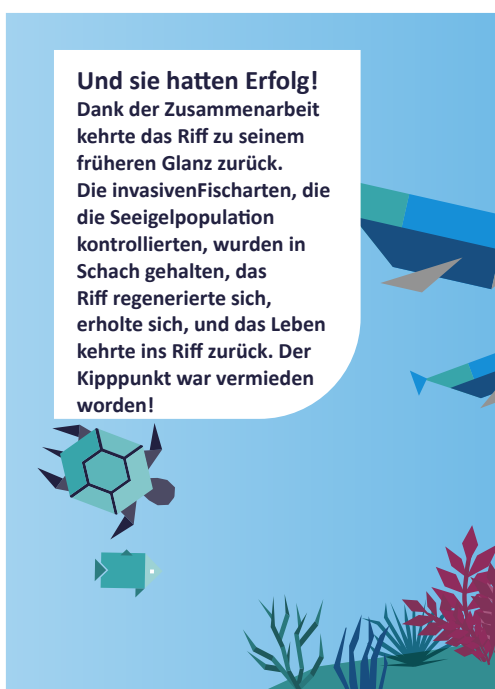 Und sie hatten Erfolg!
Dank der Zusammenarbeit
kehrte das Riff zu seinem
früheren Glanz zurück.
Die invasivenFischarten, die
die Seeigelpopulation
kontrollierten, wurden in
Schach gehalten, das
Riff regenerierte sich,
erholte sich, und das Leben
kehrte ins Riff zurück. Der
Kipppunkt war vermieden
worden!